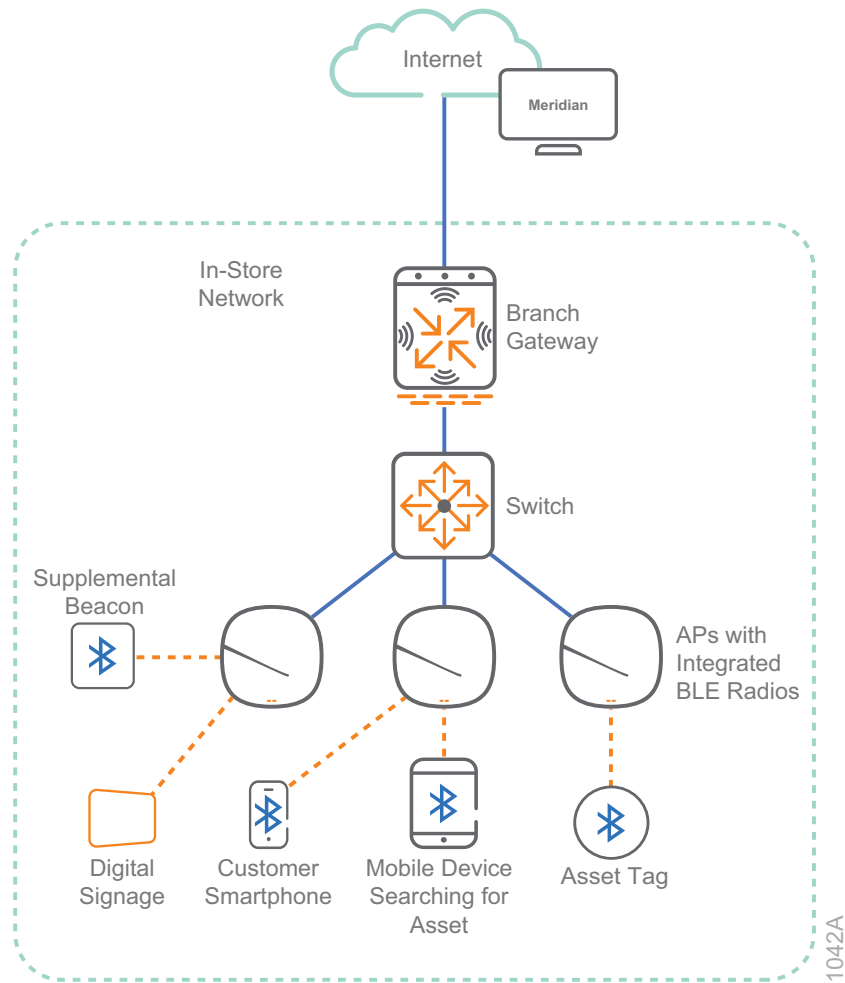 Internet
Meridian
In-Store
Network
Branch
Gateway
Switch
Supplemental
Beacon
APs with
Integrated
BLE Radios
Digital
Signage
Customer
Smartphone
Mobile Device
Searching for
Asset
Asset Tag
1042A